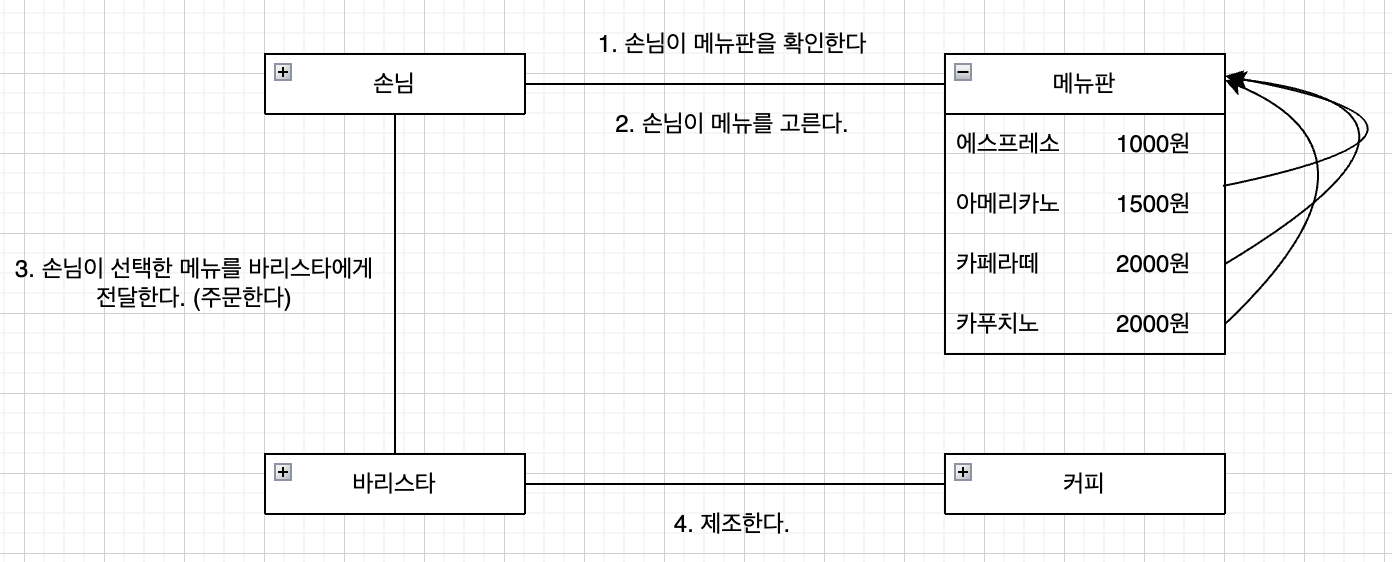 1. 손님이 메뉴판을 확인한다
손님
메뉴판
2. 손님이 메뉴를 고른다.
에스프레소 1000원
아메리카노 1500원
카페라떼 2000원
카푸치노 2000원
3. 손님이 선택한 메뉴를 바리스타에게
전달한다. (주문한다)
바리스타
커피
4. 제조한다.